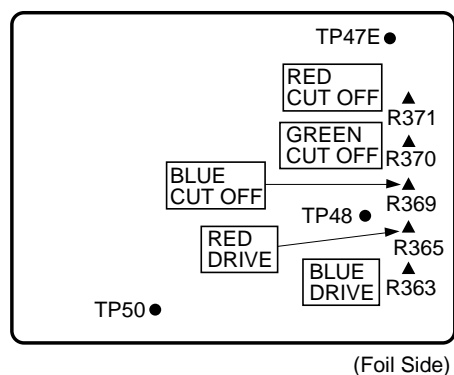 TP47E
RED
CUT OFF
R371
GREEN
CUT OFF
R370
BLUE
CUT OFF
R369
TP48
RED
DRIVE
R365
BLUE
DRIVE
R363
TP50
(Foil Side)